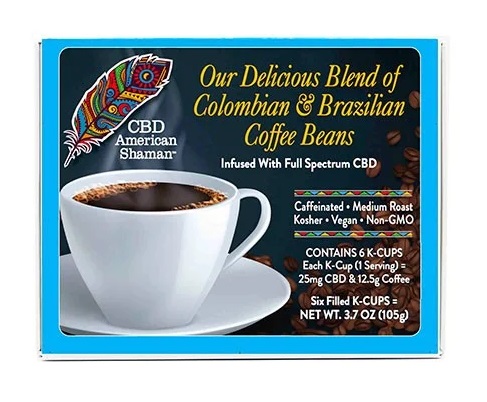 CBD
American
Shaman™
Our Delicious Blend of
Colombian & Brazilian
Coffee Beans
Infused With Full Spectrum CBD
Caffeinated • Medium Roast
Kosher • Vegan • Non-GMO
CONTAINS 6 K-CUPS
Each K-Cup (1 Serving) =
25mg CBD & 12.5g Coffee
Six Filled K-CUPS =
NET WT. 3.7 OZ (105g)